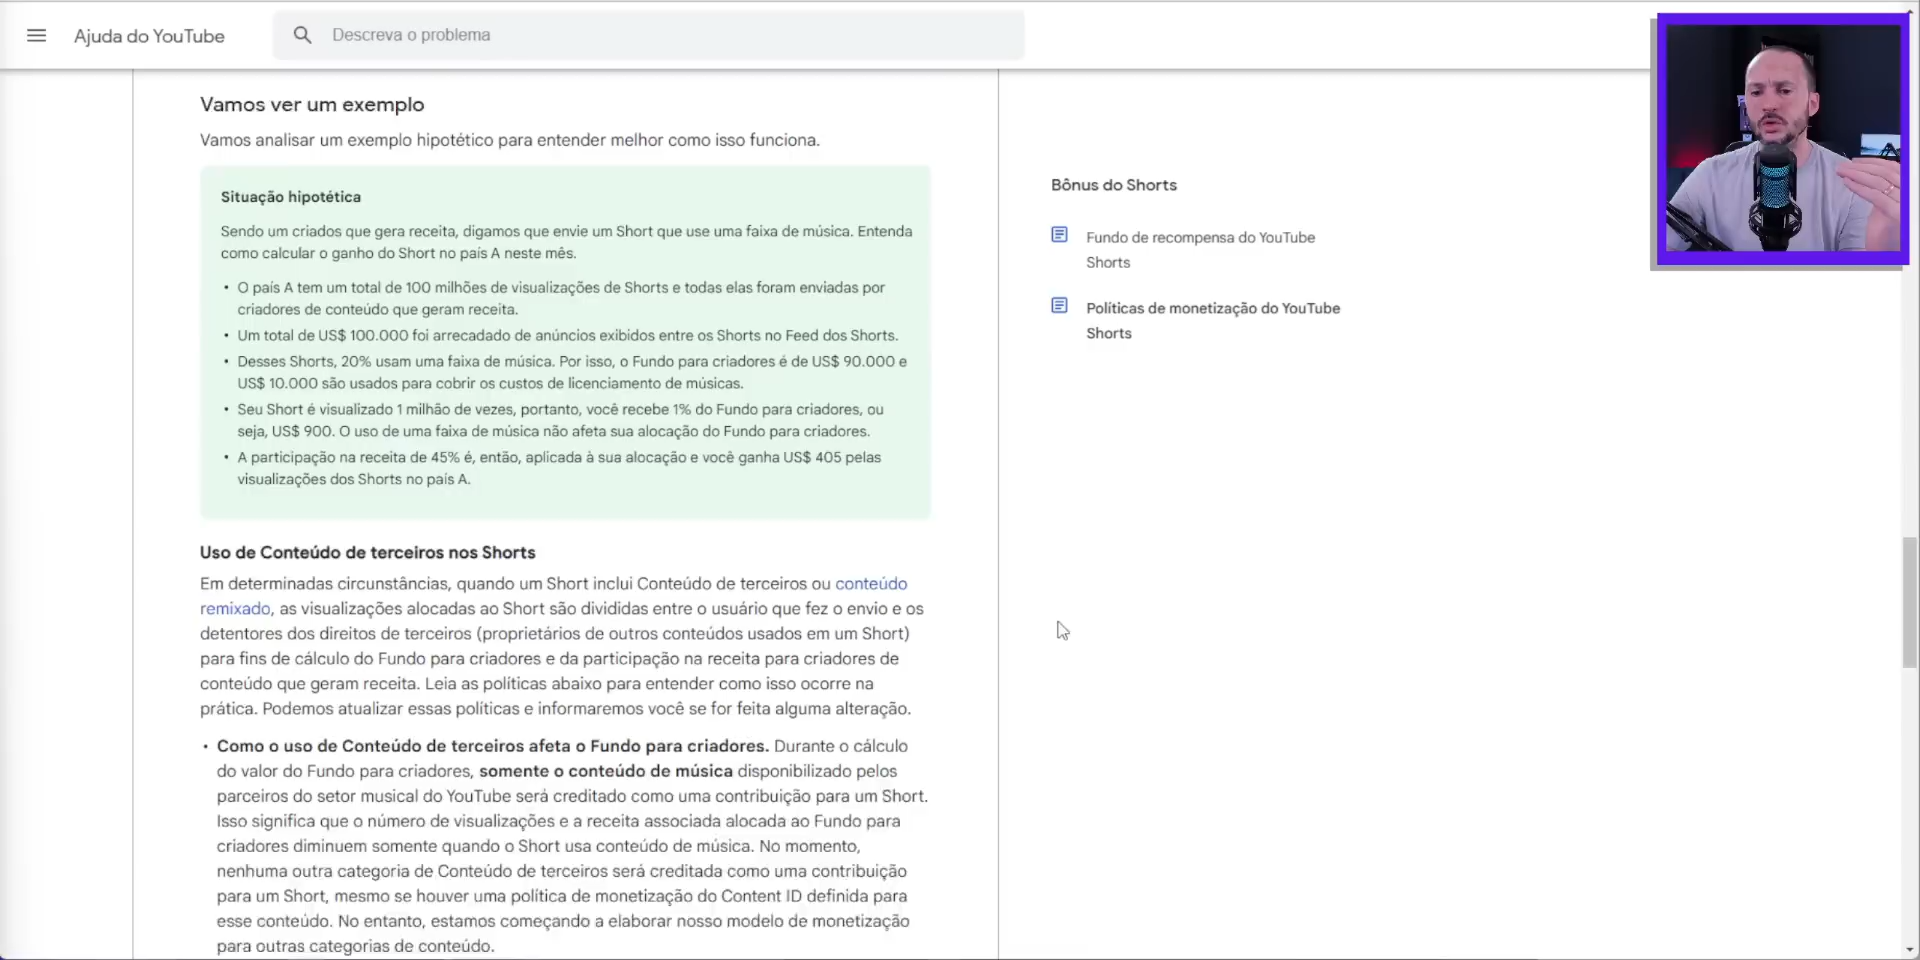 Ajuda do YouTube
Descreva o problema
Vamos ver um exemplo
Vamos analisar um exemplo hipotético para entender melhor como isso funciona.
Situação hipotética
Sendo um criados que gera receita, digamos que envie um Short que use uma faixa de música. Entenda
como calcular o ganho do Short no país A neste mês.
• O país A tem um total de 100 milhões de visualizações de Shorts e todas elas foram enviadas por
criadores de conteúdo que geram receita.
• Um total de US$ 100.000 foi arrecadado de anúncios exibidos entre os Shorts no Feed dos Shorts.
• Desses Shorts, 20% usam uma faixa de música. Por isso, o Fundo para criadores é de US$ 90.000 e
US$ 10.000 são usados para cobrir os custos de licenciamento de músicas.
• Seu Short é visualizado 1 milhão de vezes, portanto, você recebe 1% do Fundo para criadores, ou
seja, US$ 900. O uso de uma faixa de música não afeta sua alocação do Fundo para criadores.
• A participação na receita de 45% é, então, aplicada à sua alocação e você ganha US$ 405 pelas
visualizações dos Shorts no país A.
Uso de Conteúdo de terceiros nos Shorts
Em determinadas circunstâncias, quando um Short inclui Conteúdo de terceiros ou conteúdo
remixado, as visualizações alocadas ao Short são divididas entre o usuário que fez o envio e os
detentores dos direitos de terceiros (proprietários de outros conteúdos usados em um Short)
para fins de cálculo do Fundo para criadores e da participação na receita para criadores de
conteúdo que geram receita. Leia as políticas abaixo para entender como isso ocorre na
prática. Podemos atualizar essas políticas e informaremos você se for feita alguma alteração.
• Como o uso de Conteúdo de terceiros afeta o Fundo para criadores. Durante o cálculo
do valor do Fundo para criadores, somente o conteúdo de música disponibilizado pelos
parceiros do setor musical do YouTube será creditado como uma contribuição para um Short.
Isso significa que o número de visualizações e a receita associada alocada ao Fundo para
criadores diminuem somente quando o Short usa conteúdo de música. No momento,
nenhuma outra categoria de Conteúdo de terceiros será creditada como uma contribuição
para um Short, mesmo se houver uma política de monetização do Content ID definida para
esse conteúdo. No entanto, estamos começando a elaborar nosso modelo de monetização
para outras categorias de conteúdo.
Bônus do Shorts
Fundo de recompensa do YouTube
Shorts
Políticas de monetização do YouTube
Shorts